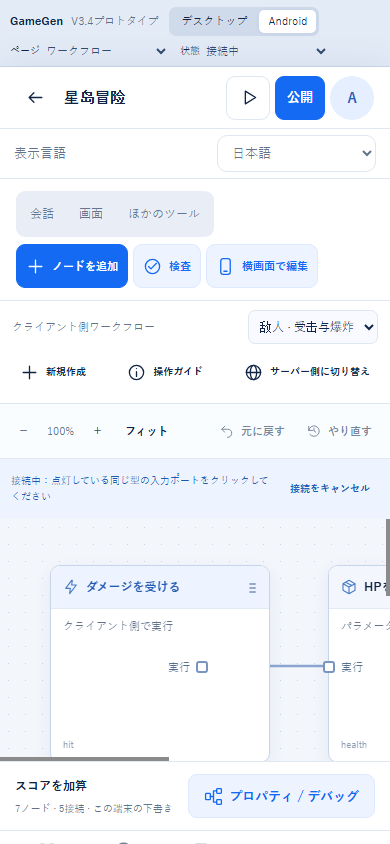 GameGen V3.4プロトタイプ デスクトップ Android
ページ ワークフロー 状態 接続中
星岛冒险 公開 A
表示言語 日本語
会話 画面 ほかのツール
ノードを追加 検査 横画面で編集
クライアント側ワークフロー 敌人 · 受击与爆炸
新規作成 操作ガイド サーバー側に切り替え
− 100% + フィット 元に戻す やり直す
接続中：点灯している同じ型の入力ポートをクリックして
ください
接続をキャンセル
ダメージを受ける
クライアント側で実行
実行
hit
HPを
パラメータ
実行
health
スコアを加算
7ノード · 5接続 · この端末の下書き
プロパティ / デバッグ